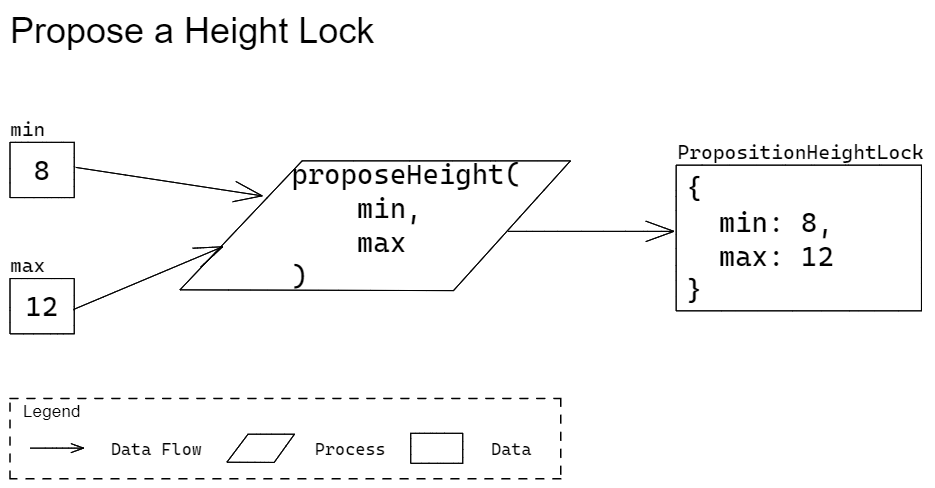 Propose a Height Lock
min
8
max
12
proposeHeight(
min,
max
)
PropositionHeightLock
{
min: 8,
max: 12
}
Legend
Data Flow
Process
Data